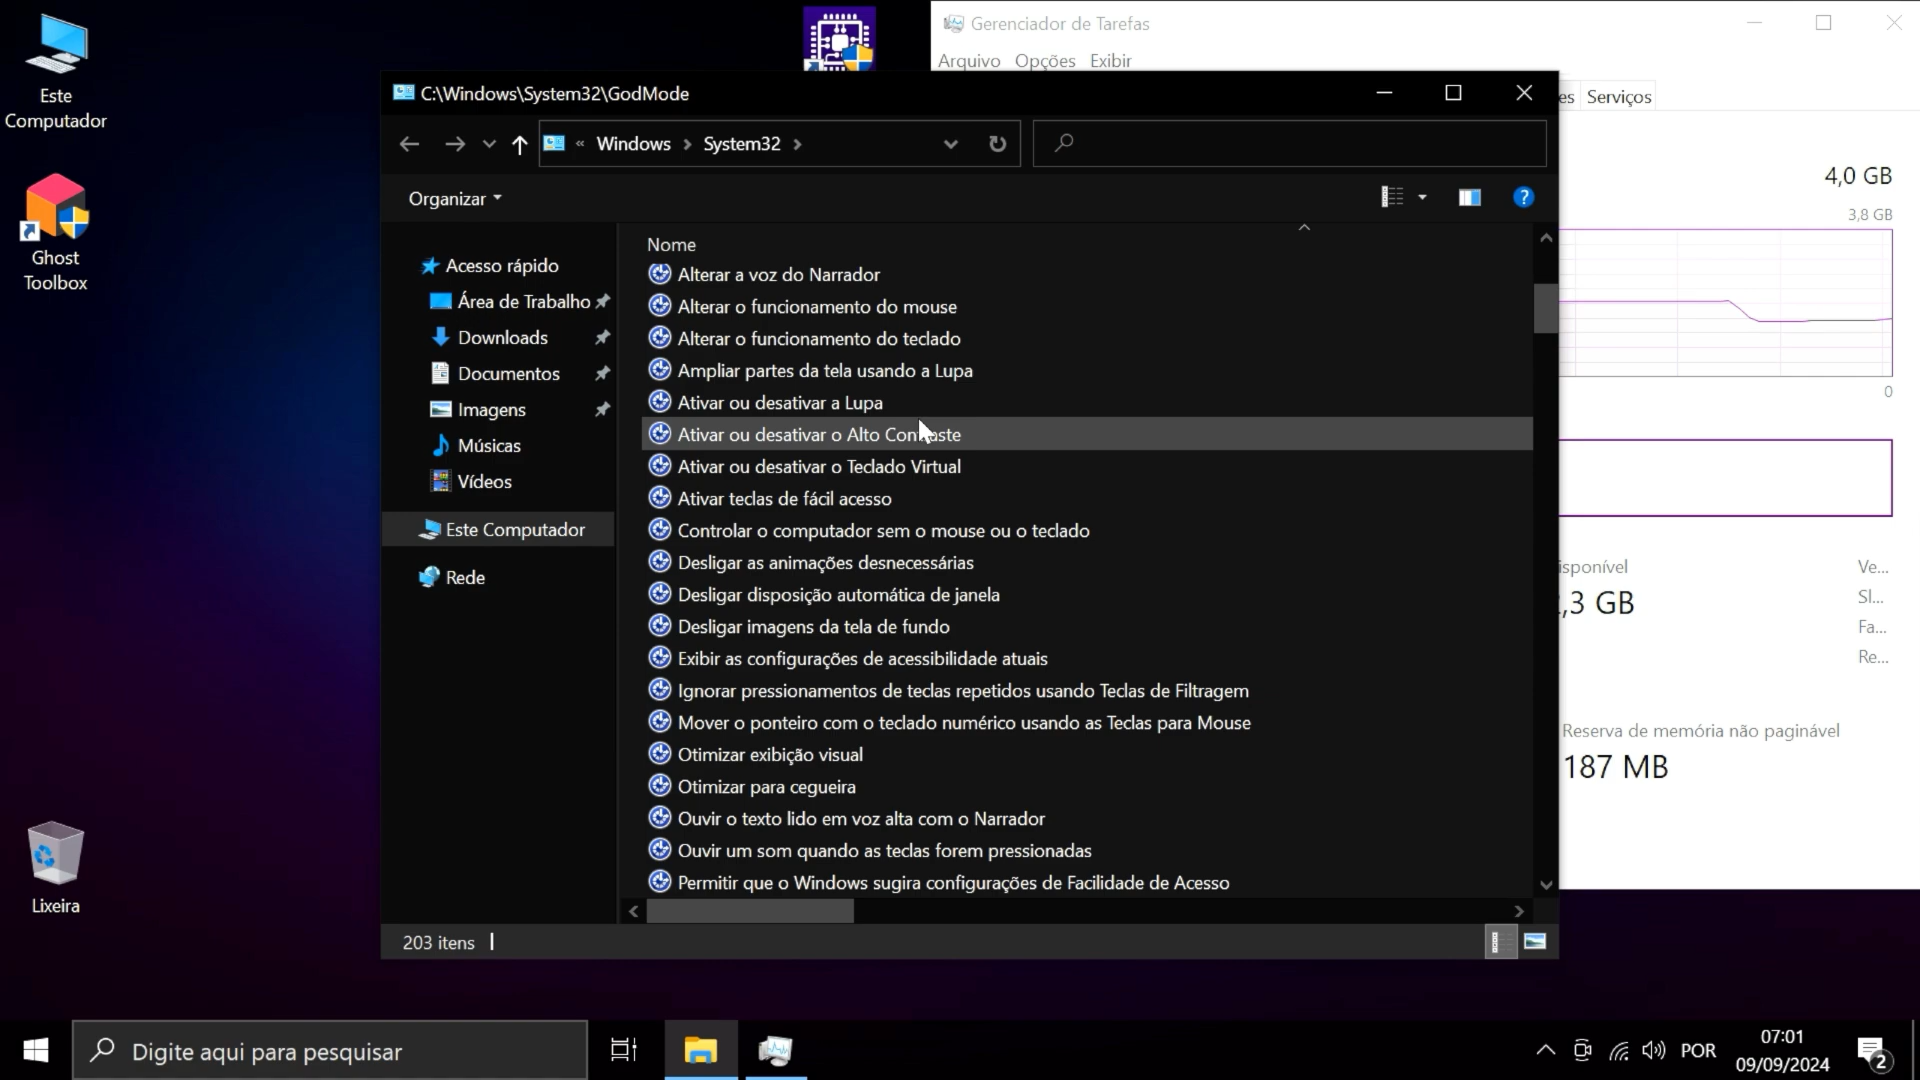 Este
Computador
Ghost
Toolbox
Lixeira
Gerenciador de Tarefas
Arquivo Opções Exibir
es Serviços
4,0 GB
3,8 GB
0
isponível
,3 GB
Ve...
Sl...
Fa...
Re...
Reserva de memória não paginável
187 MB
C:\Windows\System32\GodMode
« Windows > System32 >
Organizar
Acesso rápido
Área de Trabalho
Downloads
Documentos
Imagens
Músicas
Vídeos
Este Computador
Rede
Nome
Alterar a voz do Narrador
Alterar o funcionamento do mouse
Alterar o funcionamento do teclado
Ampliar partes da tela usando a Lupa
Ativar ou desativar a Lupa
Ativar ou desativar o Alto Con aste
Ativar ou desativar o Teclado Virtual
Ativar teclas de fácil acesso
Controlar o computador sem o mouse ou o teclado
Desligar as animações desnecessárias
Desligar disposição automática de janela
Desligar imagens da tela de fundo
Exibir as configurações de acessibilidade atuais
Ignorar pressionamentos de teclas repetidos usando Teclas de Filtragem
Mover o ponteiro com o teclado numérico usando as Teclas para Mouse
Otimizar exibição visual
Otimizar para cegueira
Ouvir o texto lido em voz alta com o Narrador
Ouvir um som quando as teclas forem pressionadas
Permitir que o Windows sugira configurações de Facilidade de Acesso
203 itens
Digite aqui para pesquisar
POR
07:01
09/09/2024
2